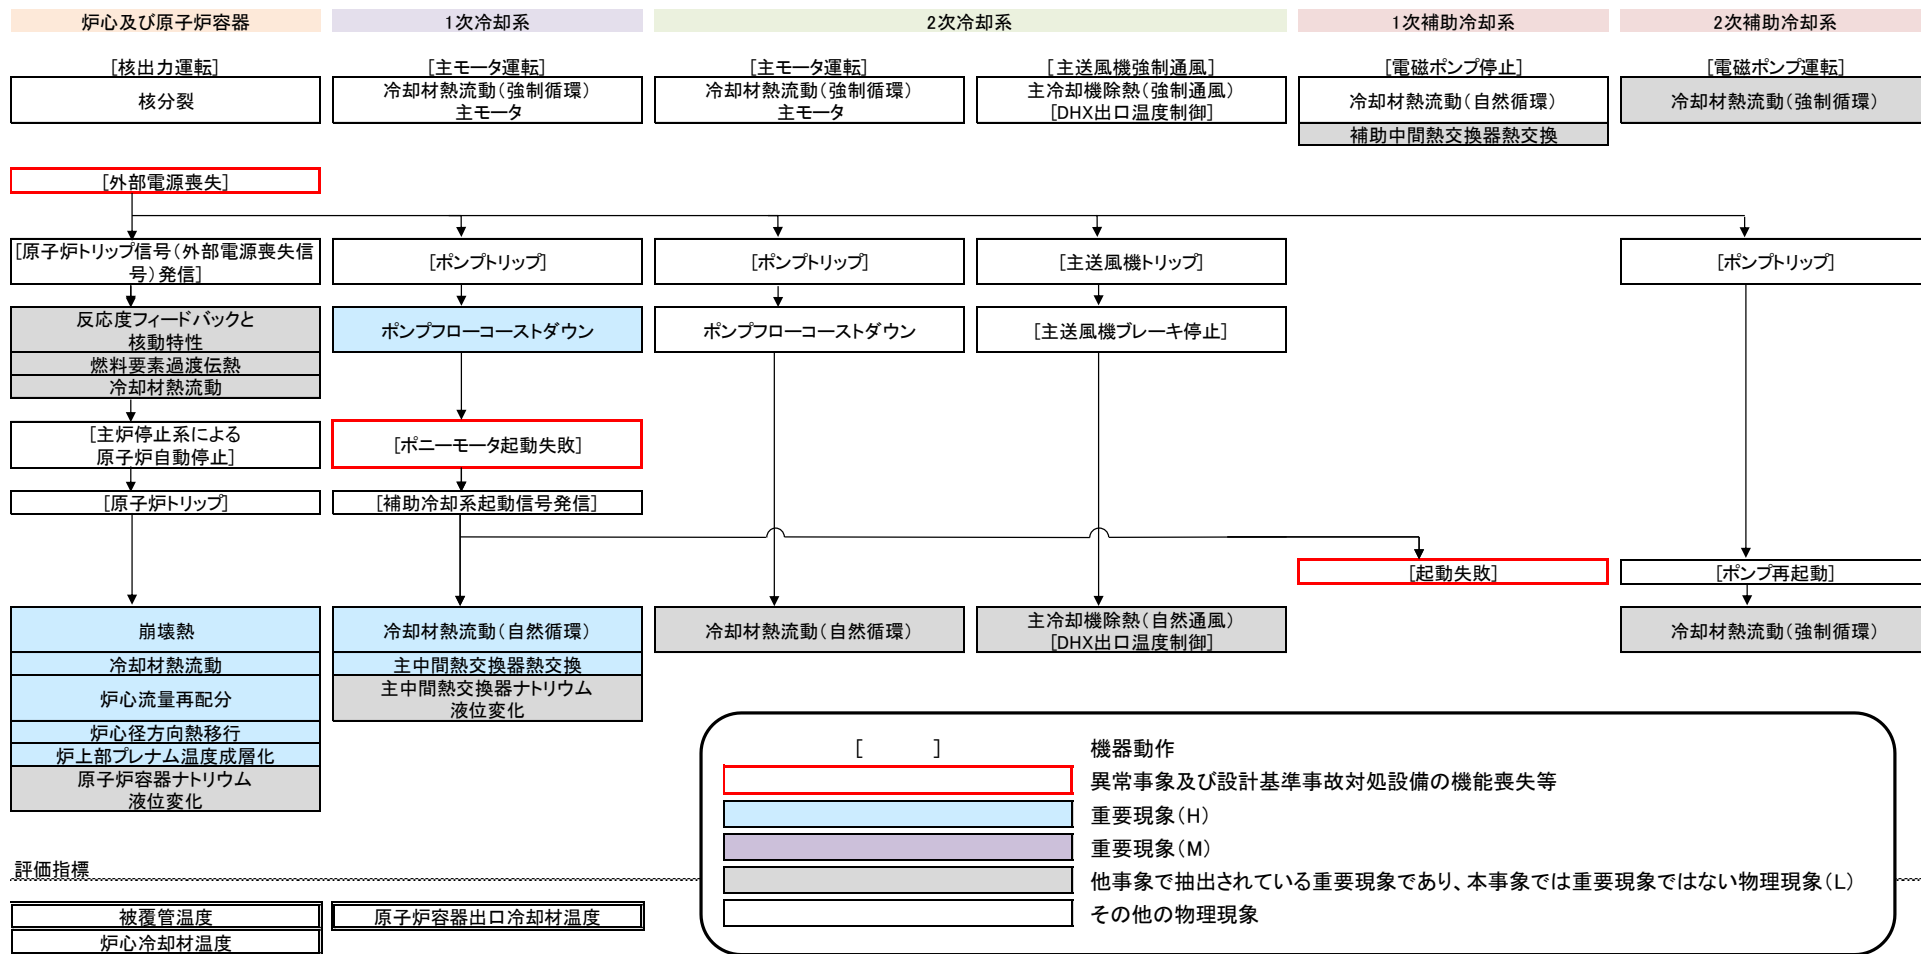 炉心及び原子炉容器
1次冷却系
2次冷却系
1次補助冷却系
2次補助冷却系
[核出力運転]
[主モータ運転]
[主モータ運転]
[主送風機強制通風]
[電磁ポンプ停止]
[電磁ポンプ運転]
核分裂
冷却材熱流動(強制循環)
主モータ
冷却材熱流動(強制循環)
主モータ
主冷却機除熱(強制通風)
[DHX出口温度制御]
冷却材熱流動(自然循環)
補助中間熱交換器熱交換
冷却材熱流動(強制循環)
[外部電源喪失]
[原子炉トリップ信号(外部電源喪失信
号)発信]
[ポンプトリップ]
[ポンプトリップ]
[主送風機トリップ]
[ポンプトリップ]
反応度フィードバックと
核動特性
燃料要素過渡伝熱
冷却材熱流動
ポンプフローコーストダウン
ポンプフローコーストダウン
[主送風機ブレーキ停止]
[主炉停止系による
原子炉自動停止]
[ポニーモータ起動失敗]
[原子炉トリップ]
[補助冷却系起動信号発信]
[起動失敗]
[ポンプ再起動]
崩壊熱
冷却材熱流動
炉心流量再配分
炉心径方向熱移行
炉上部プレナム温度成層化
原子炉容器ナトリウム
液位変化
冷却材熱流動(自然循環)
主中間熱交換器熱交換
主中間熱交換器ナトリウム
液位変化
冷却材熱流動(自然循環)
主冷却機除熱(自然通風)
[DHX出口温度制御]
冷却材熱流動(強制循環)
[ ]
機器動作
異常事象及び設計基準事故対処設備の機能喪失等
重要現象(H)
重要現象(M)
他事象で抽出されている重要現象であり、本事象では重要現象ではない物理現象(L)
その他の物理現象
評価指標
被覆管温度
原子炉容器出口冷却材温度
炉心冷却材温度